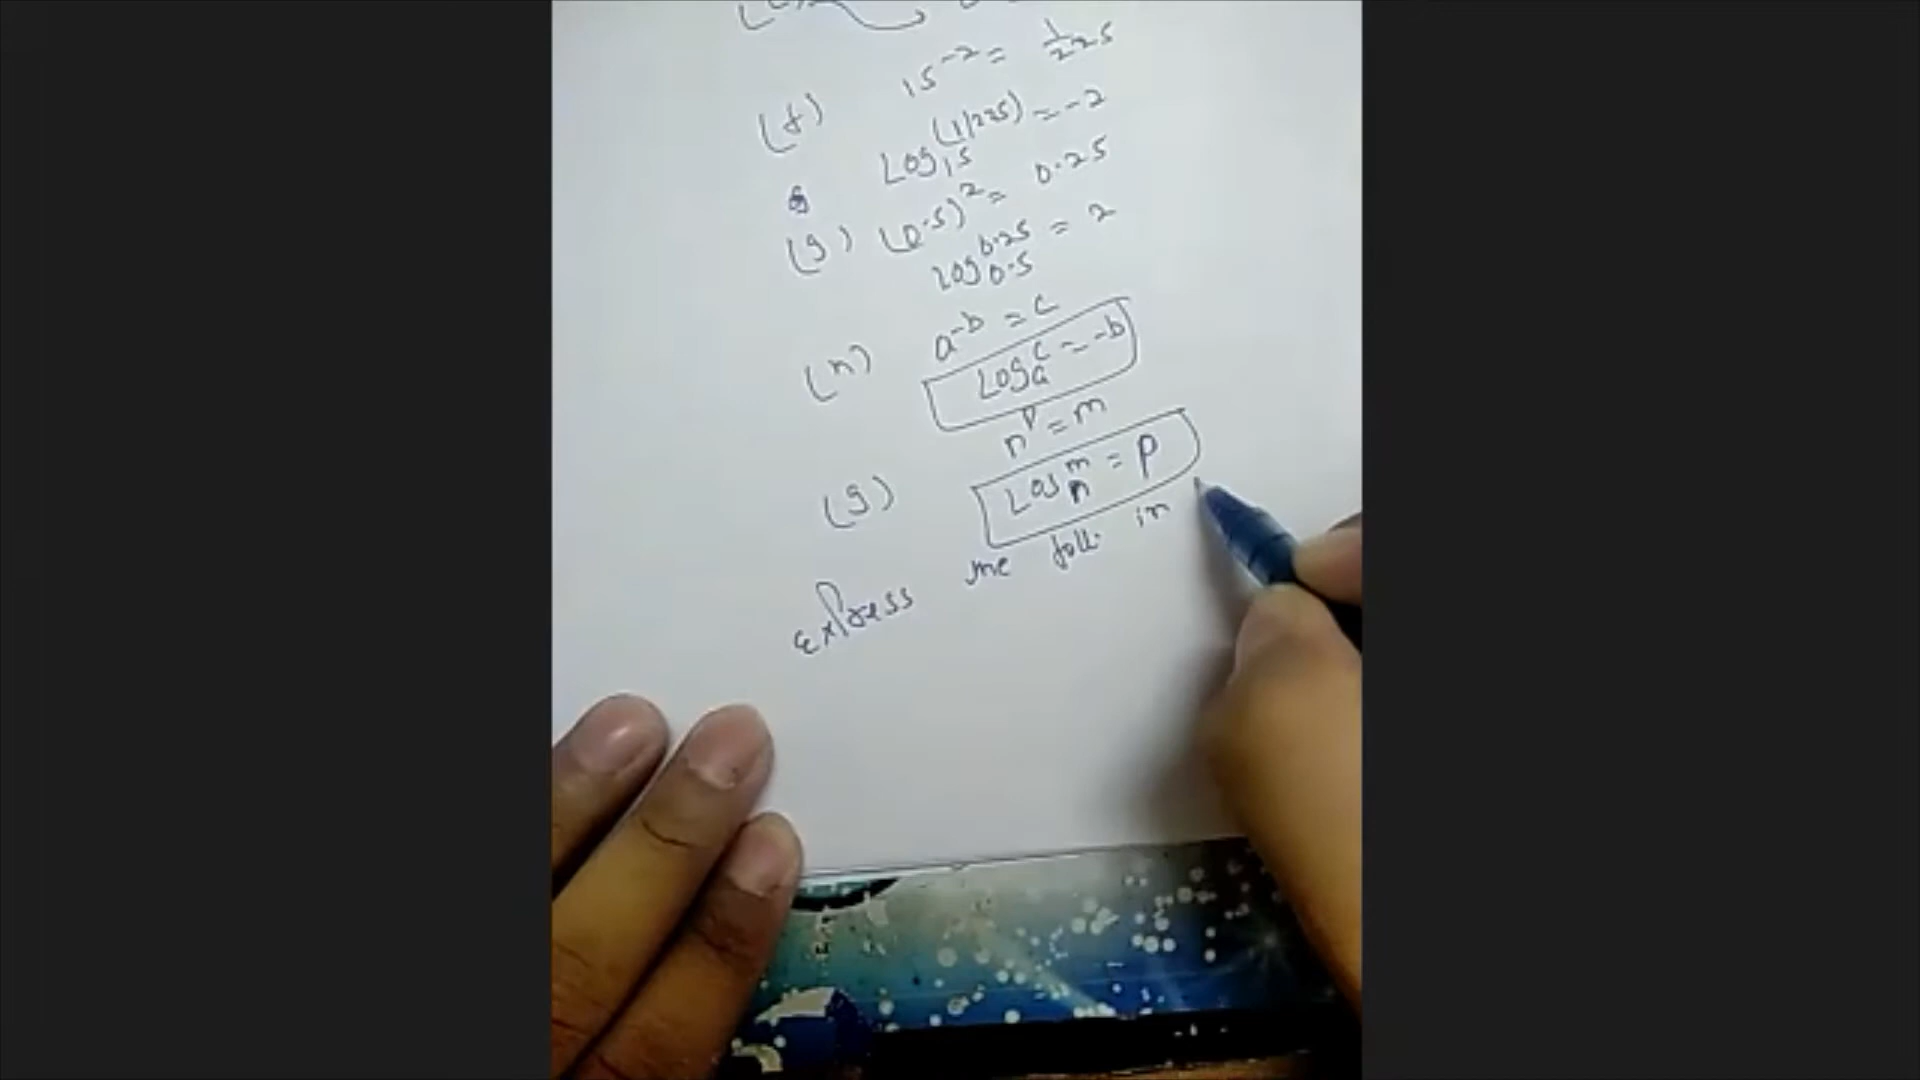 (f) 15⁻² = 1/225
Log₁₅(1/225) = -2
(g) (0.5)² = 0.25
log₀.₅ 0.25 = 2
(h) a⁻ᵇ = c
Logₐ c = -b
nᵖ = m
(g) Logₙ m = p
Express the foll. in